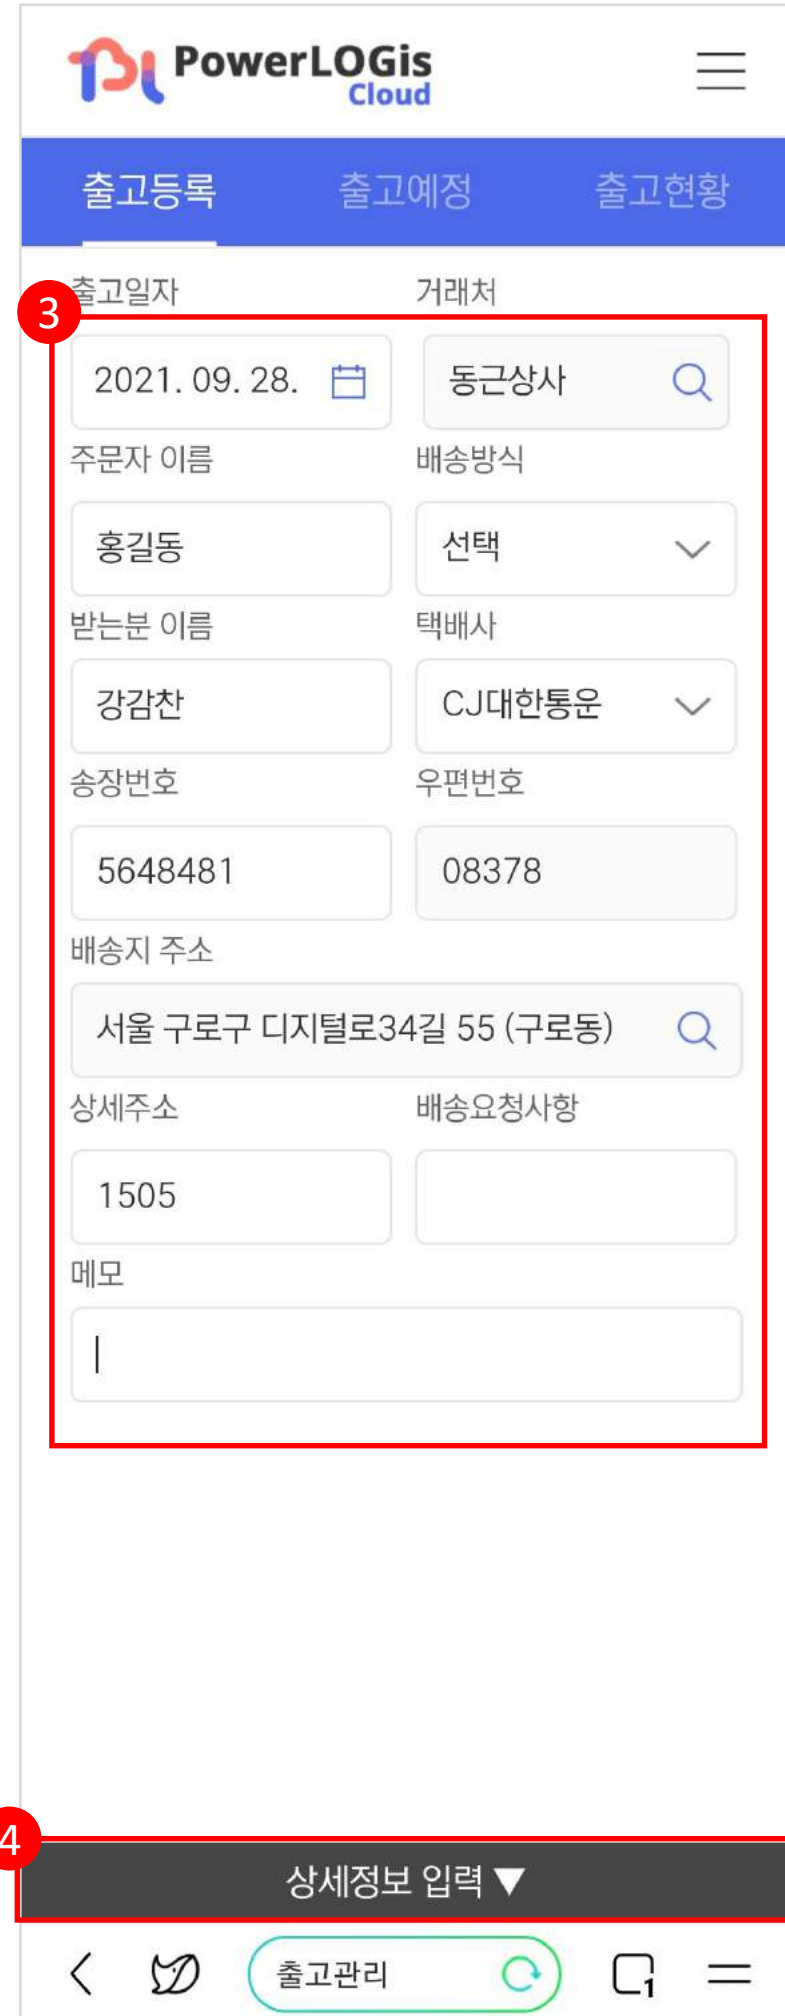 PowerLOGis
Cloud
출고등록 출고예정 출고현황
3
출고일자 거래처
2021. 09. 28. 동근상사
주문자 이름 배송방식
홍길동 선택
받는분 이름 택배사
강감찬 CJ대한통운
송장번호 우편번호
5648481 08378
배송지 주소
서울 구로구 디지털로34길 55 (구로동)
상세주소 배송요청사항
1505
메모
4
상세정보 입력 ▼
출고관리 1